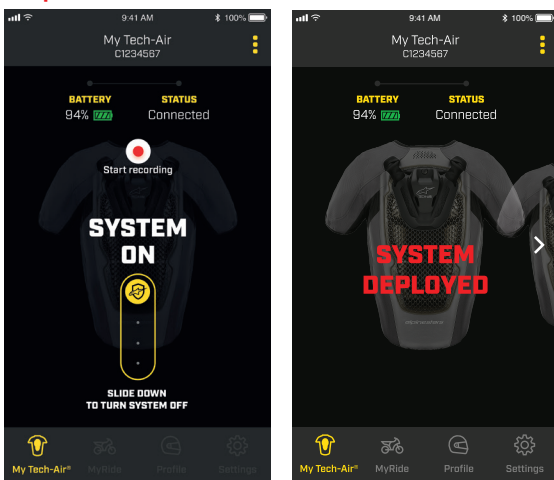 9:41 AM
100%
My Tech-Air
C1234567
BATTERY
STATUS
94%
Connected
Start recording
SYSTEM
ON
SLIDE DOWN
TO TURN SYSTEM OFF
My Tech-Air®
MyRide
Profile
Settings
9:41 AM
100%
My Tech-Air
C1234567
BATTERY
STATUS
94%
Connected
SYSTEM
DEPLOYED
alpinestars
My Tech-Air®
MyRide
Profile
Settings